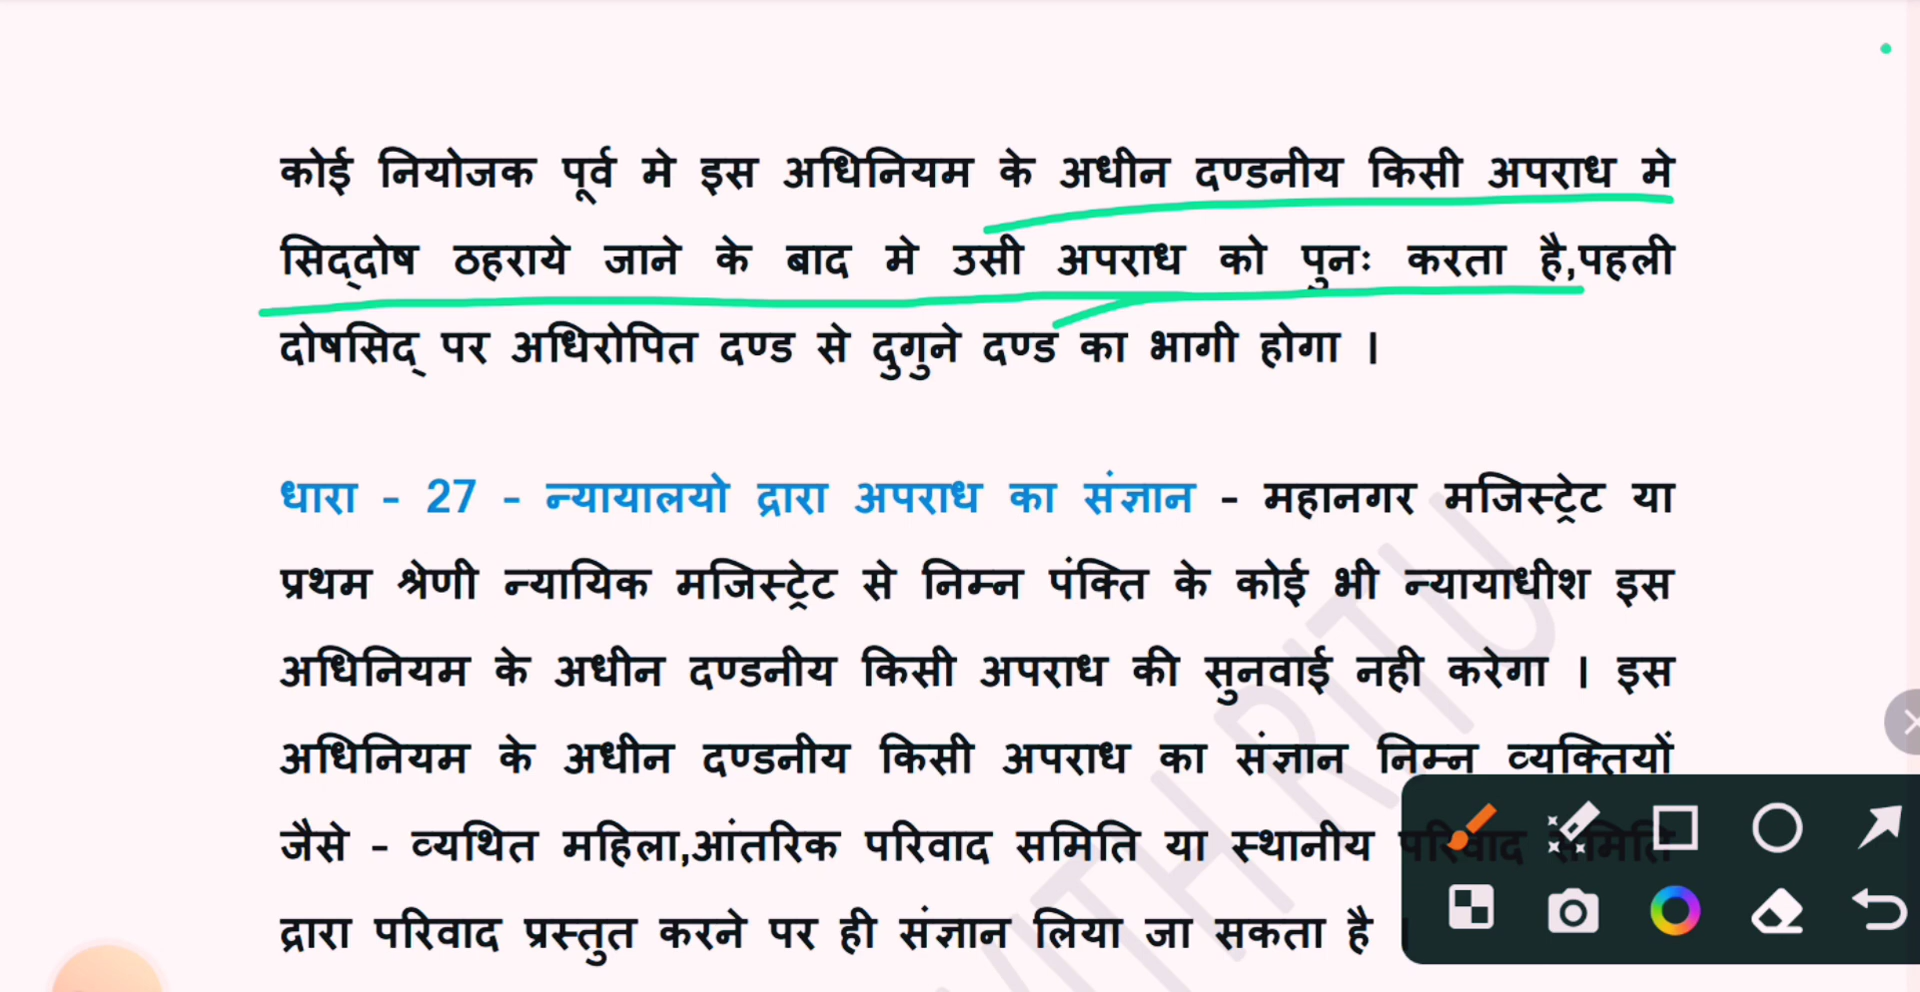 कोई नियोजक पूर्व मे इस अधिनियम के अधीन दण्डनीय किसी अपराध मे
सिद्दोष ठहराये जाने के बाद मे उसी अपराध को पुनः करता है,पहली
दोषसिद् पर अधिरोपित दण्ड से दुगुने दण्ड का भागी होगा ।
धारा - 27 - न्यायालयो द्रारा अपराध का संज्ञान - महानगर मजिस्ट्रेट या
प्रथम श्रेणी न्यायिक मजिस्ट्रेट से निम्न पंक्ति के कोई भी न्यायाधीश इस
अधिनियम के अधीन दण्डनीय किसी अपराध की सुनवाई नही करेगा । इस
अधिनियम के अधीन दण्डनीय किसी अपराध का संज्ञान निम्न व्यक्तियों
जैसे - व्यथित महिला,आंतरिक परिवाद समिति या स्थानीय परिवाद समिति
द्रारा परिवाद प्रस्तुत करने पर ही संज्ञान लिया जा सकता है ।
WITH RITU